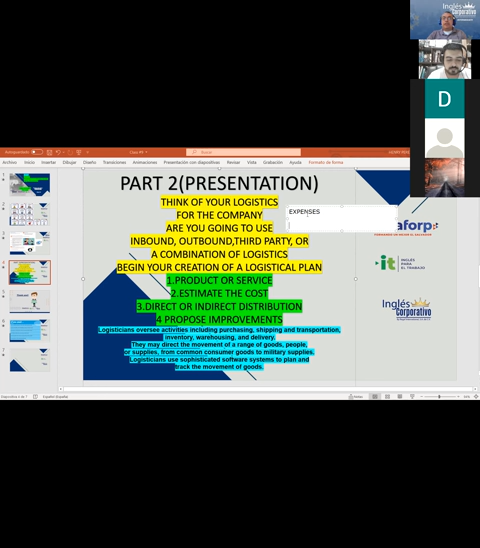 Inglés
Corporativo
D
Archivo Inicio Insertar Dibujar Diseño Transiciones Animaciones Presentación con diapositivas Revisar Vista Grabación Ayuda Formato de forma
PART 2(PRESENTATION)
THINK OF YOUR LOGISTICS
FOR THE COMPANY
ARE YOU GOING TO USE
INBOUND, OUTBOUND,THIRD PARTY, OR
A COMBINATION OF LOGISTICS
BEGIN YOUR CREATION OF A LOGISTICAL PLAN
1.PRODUCT OR SERVICE
2.ESTIMATE THE COST
3.DIRECT OR INDIRECT DISTRIBUTION
4 PROPOSE IMPROVEMENTS
Logisticians oversee activities including purchasing, shipping and transportation,
inventory, warehousing, and delivery.
They may direct the movement of a range of goods, people,
or supplies, from common consumer goods to military supplies.
Logisticians use sophisticated software systems to plan and
track the movement of goods.
EXPENSES
aforp
it
INGLÉS
PARA
EL TRABAJO
Inglés
Corporativo
Español (España)